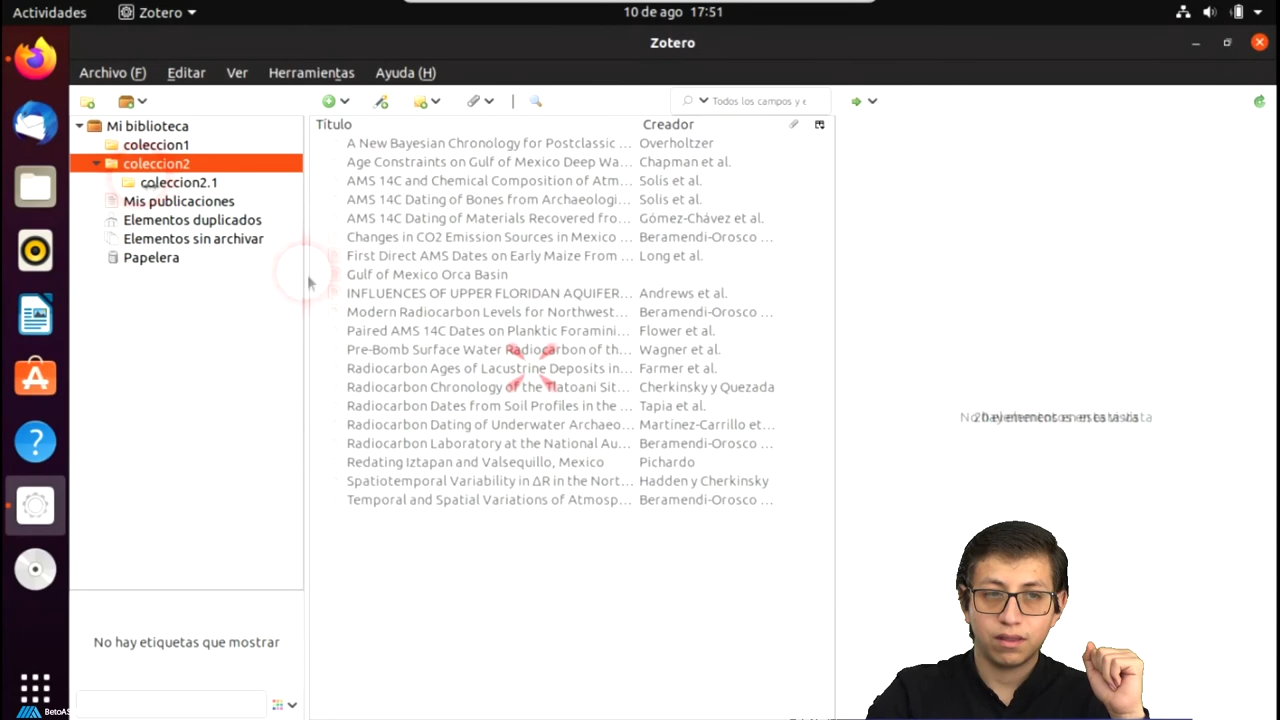 Actividades Zotero 10 de ago 17:51
Zotero
Archivo (F) Editar Ver Herramientas Ayuda (H)
Todos los campos y e
Mi biblioteca
coleccion1
coleccion2
coleccion2.1
Mis publicaciones
Elementos duplicados
Elementos sin archivar
Papelera
No hay etiquetas que mostrar
Título Creador
A New Bayesian Chronology for Postclassic ... Overholtzer
Age Constraints on Gulf of Mexico Deep Wa... Chapman et al.
AMS 14C and Chemical Composition of Atm... Solís et al.
AMS 14C Dating of Bones from Archaeologi... Solís et al.
AMS 14C Dating of Materials Recovered fro... Gómez-Chávez et al.
Changes in CO2 Emission Sources in Mexico ... Beramendi-Orosco ...
First Direct AMS Dates on Early Maize From ... Long et al.
Gulf of Mexico Orca Basin
INFLUENCES OF UPPER FLORIDAN AQUIFER... Andrews et al.
Modern Radiocarbon Levels for Northwest... Beramendi-Orosco ...
Paired AMS 14C Dates on Planktic Foramini... Flower et al.
Pre-Bomb Surface Water Radiocarbon of th... Wagner et al.
Radiocarbon Ages of Lacustrine Deposits in... Farmer et al.
Radiocarbon Chronology of the Tlatoani Sit... Cherkinsky y Quezada
Radiocarbon Dates from Soil Profiles in the ... Tapia et al.
Radiocarbon Dating of Underwater Archaeo... Martínez-Carrillo et...
Radiocarbon Laboratory at the National Au... Beramendi-Orosco ...
Redating Iztapan and Valsequillo, Mexico Pichardo
Spatiotemporal Variability in ΔR in the Nort... Hadden y Cherkinsky
Temporal and Spatial Variations of Atmosp... Beramendi-Orosco ...
BetoAS